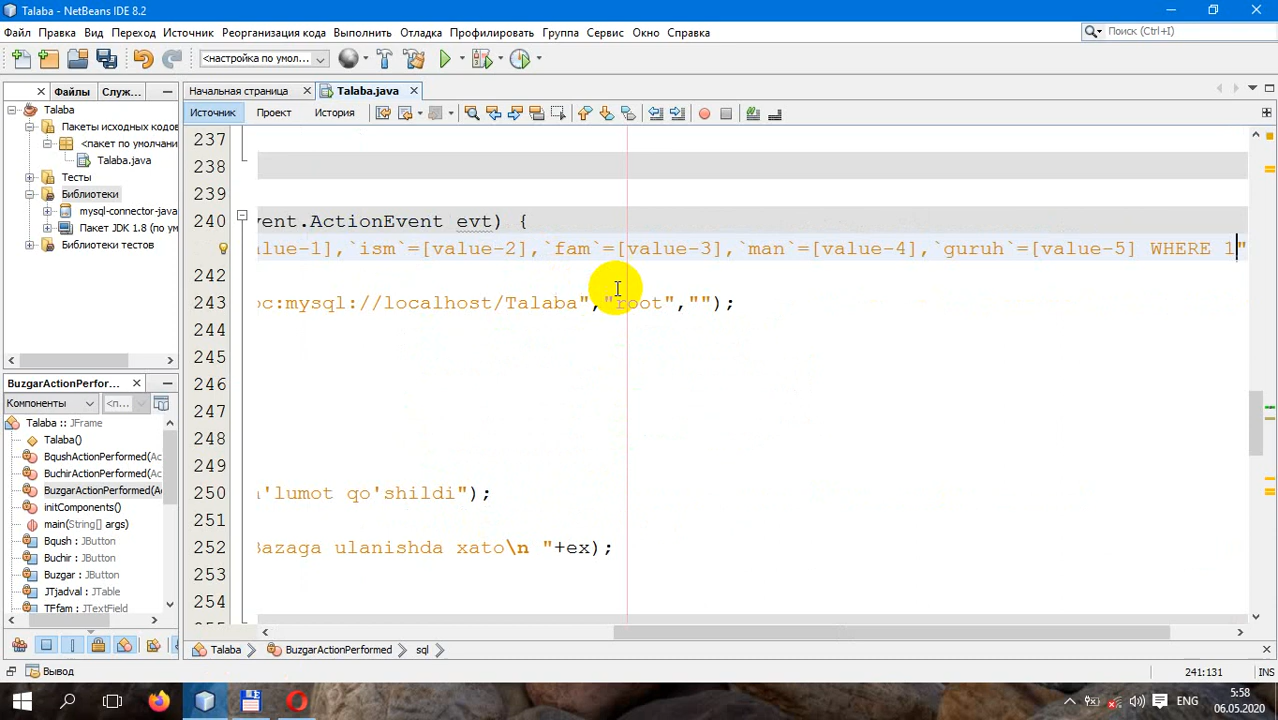 Talaba - NetBeans IDE 8.2
Файл Правка Вид Переход Источник Реорганизация кода Выполнить Отладка Профилировать Группа Сервис Окно Справка
Поиск (Ctrl+I)
<настройка по умол...
Файлы Служ...
Talaba
Пакеты исходных кодов
<пакет по умолчани
Talaba.java
Тесты
Библиотеки
mysql-connector-java-
Пакет JDK 1.8 (по умол
Библиотеки тестов
BuzgarActionPerfor...
Компоненты
<п...
Talaba :: JFrame
Talaba()
BqushActionPerformed(Ac
BuchirActionPerformed(Ac
BuzgarActionPerformed(A
initComponents()
main(String[] args)
Bqush : JButton
Buchir : JButton
Buzgar : JButton
JTjadval : JTable
TFfam : JTextField
Начальная страница Talaba.java
Источник Проект История
237
238
239
240 vent.ActionEvent evt) {
alue-1],`ism`=[value-2],`fam`=[value-3],`man`=[value-4],`guruh`=[value-5] WHERE 1"
242
243 bc:mysql://localhost/Talaba","root","");
244
245
246
247
248
249
250 a'lumot qo'shildi");
251
252 Bazaga ulanishda xato\n "+ex);
253
254
Talaba BuzgarActionPerformed sql
Вывод
241:131 INS
ENG
5:58
06.05.2020